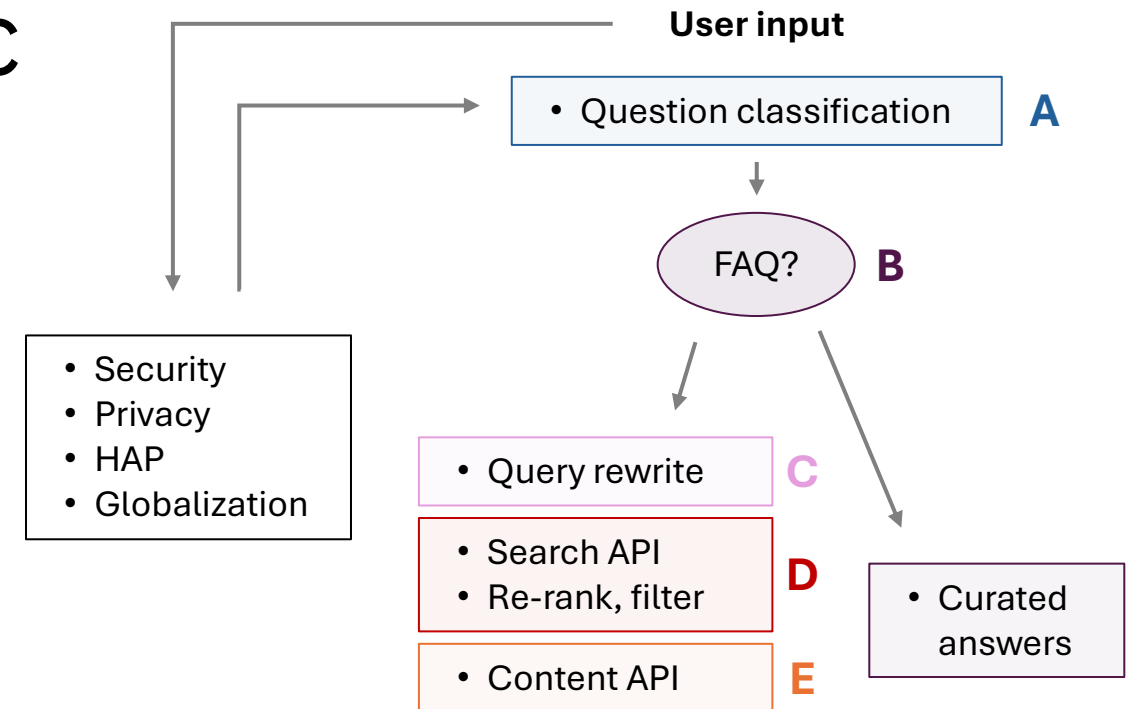 C
User input
• Question classification
A
FAQ?
B
• Security
• Privacy
• HAP
• Globalization
• Query rewrite
C
• Search API
• Re-rank, filter
D
• Content API
E
• Curated
answers